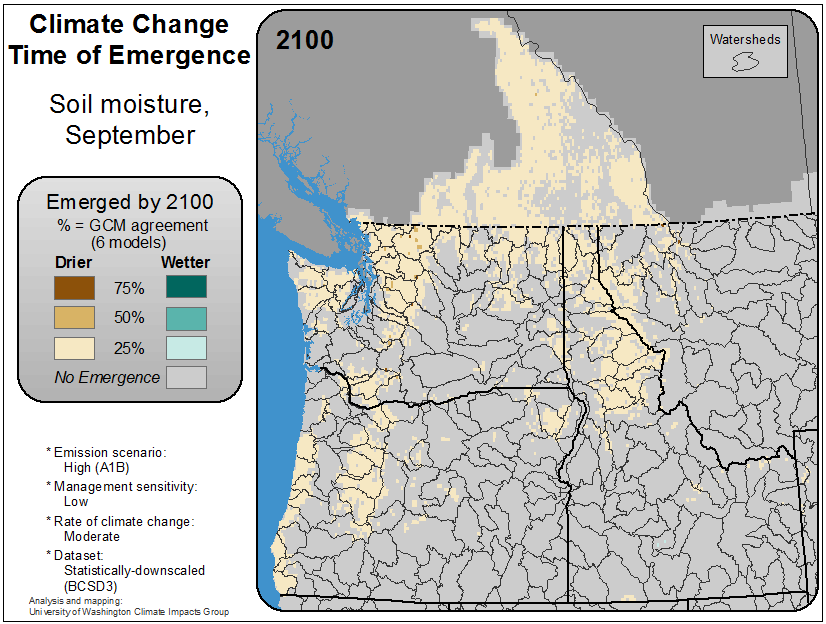 Climate Change
Time of Emergence
Soil moisture,
September
Emerged by 2100
% = GCM agreement
(6 models)
Drier Wetter
75%
50%
25%
No Emergence
* Emission scenario:
High (A1B)
* Management sensitivity:
Low
* Rate of climate change:
Moderate
* Dataset:
Statistically-downscaled
(BCSD3)
Analysis and mapping:
University of Washington Climate Impacts Group
2100
Watersheds